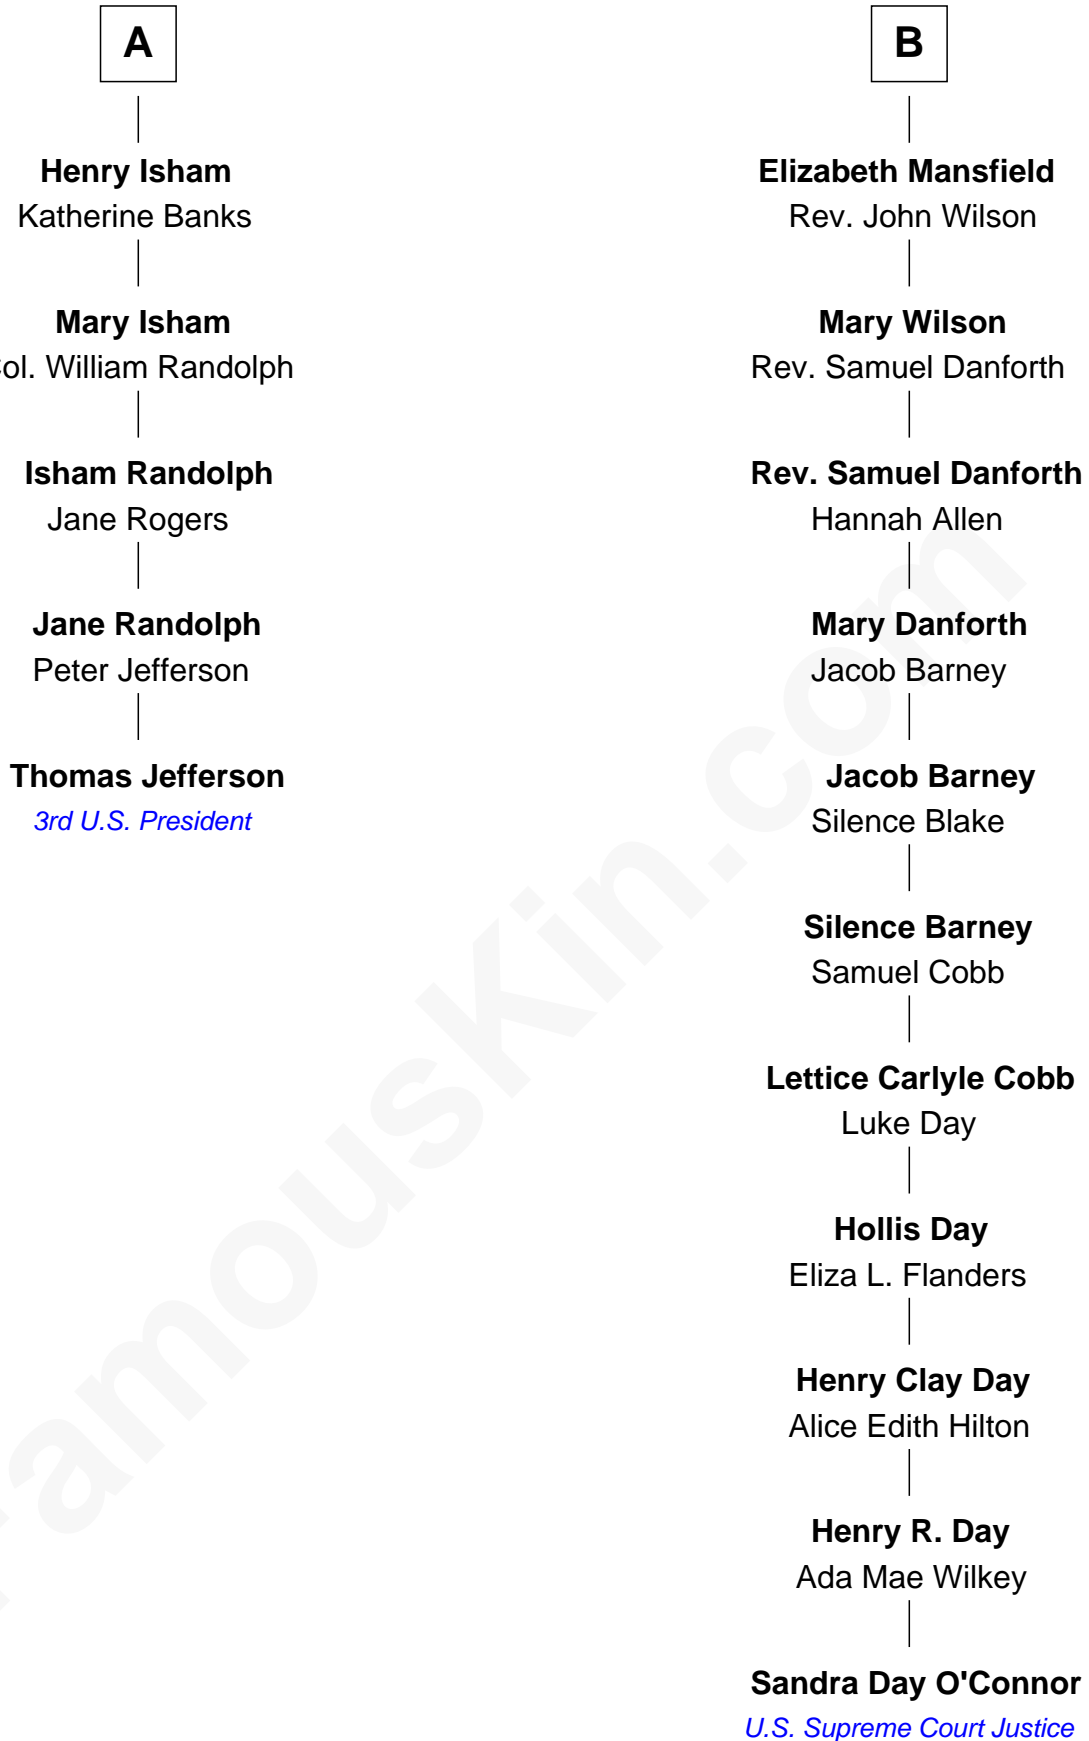 A
Henry Isham
Katherine Banks
Mary Isham
Col. William Randolph
Isham Randolph
Jane Rogers
Jane Randolph
Peter Jefferson
Thomas Jefferson
3rd U.S. President
B
Elizabeth Mansfield
Rev. John Wilson
Mary Wilson
Rev. Samuel Danforth
Rev. Samuel Danforth
Hannah Allen
Mary Danforth
Jacob Barney
Jacob Barney
Silence Blake
Silence Barney
Samuel Cobb
Lettice Carlyle Cobb
Luke Day
Hollis Day
Eliza L. Flanders
Henry Clay Day
Alice Edith Hilton
Henry R. Day
Ada Mae Wilkey
Sandra Day O'Connor
U.S. Supreme Court Justice
FamousKin.com